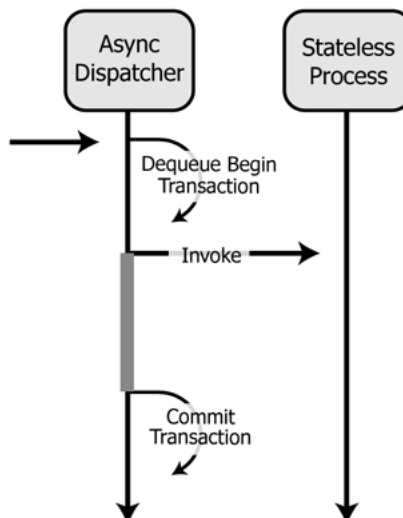 Async
Dispatcher
Stateless
Process
Dequeue Begin
Transaction
Invoke
Commit
Transaction